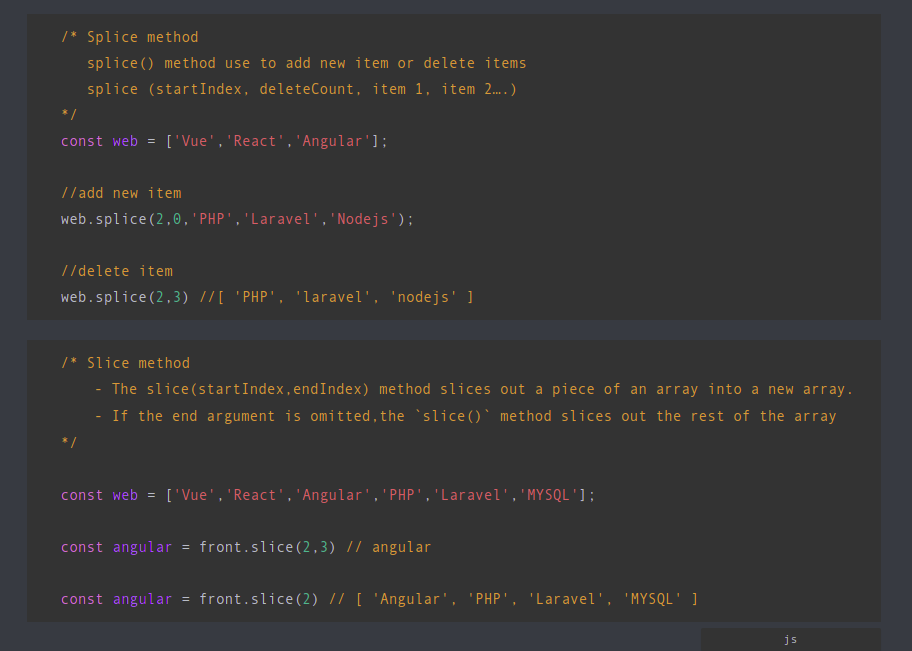 /* Splice method
splice() method use to add new item or delete items
splice (startIndex, deleteCount, item 1, item 2….)
*/
const web = ['Vue','React','Angular'];
//add new item
web.splice(2,0,'PHP','Laravel','Nodejs');
//delete item
web.splice(2,3) //[ 'PHP', 'laravel', 'nodejs' ]
/* Slice method
- The slice(startIndex,endIndex) method slices out a piece of an array into a new array.
- If the end argument is omitted,the `slice()` method slices out the rest of the array
*/
const web = ['Vue','React','Angular','PHP','Laravel','MYSQL'];
const angular = front.slice(2,3) // angular
const angular = front.slice(2) // [ 'Angular', 'PHP', 'Laravel', 'MYSQL' ]
js